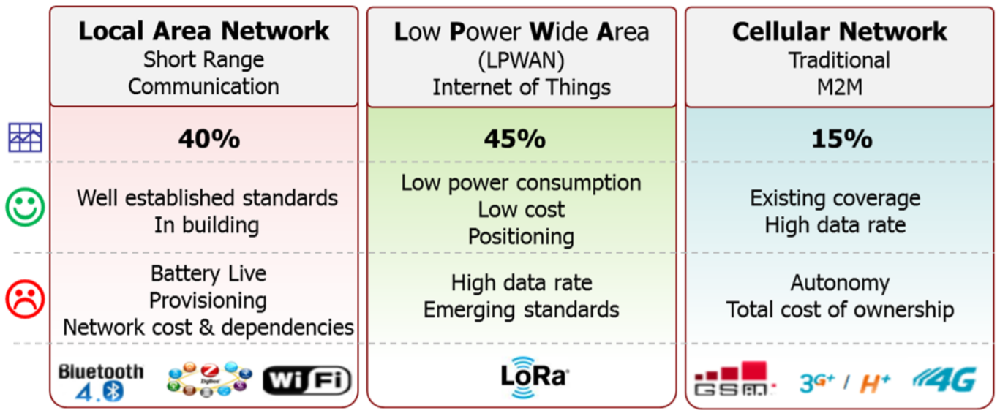 Local Area Network
Short Range
Communication
40%
Well established standards
In building
Battery Live
Provisioning
Network cost & dependencies
Bluetooth
4.0
ZigBee
Wi Fi
Low Power Wide Area
(LPWAN)
Internet of Things
45%
Low power consumption
Low cost
Positioning
High data rate
Emerging standards
LoRa
Cellular Network
Traditional
M2M
15%
Existing coverage
High data rate
Autonomy
Total cost of ownership
GSM
3G+ / H+
4G